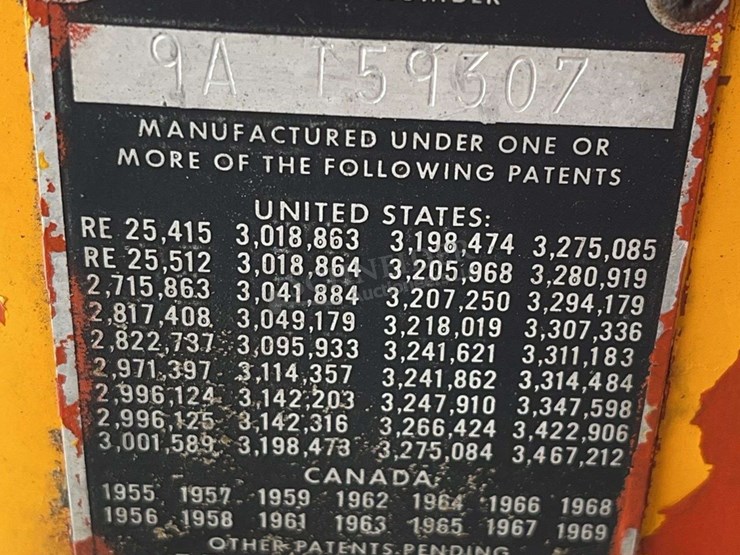 9A T59307
MANUFACTURED UNDER ONE OR
MORE OF THE FOLLOWING PATENTS
UNITED STATES:
RE 25,415 3,018,863 3,198,474 3,275,085
RE 25,512 3,018,864 3,205,968 3,280,919
2,715,863 3,041,884 3,207,250 3,294,179
2,817,408 3,049,179 3,218,019 3,307,336
2,822,737 3,095,933 3,241,621 3,311,183
2,971,397 3,114,357 3,241,862 3,314,484
2,996,124 3,142,203 3,247,910 3,347,598
2,996,125 3,142,316 3,266,424 3,422,906
3,001,589 3,198,473 3,275,084 3,467,212
CANADA:
1955 1957 1959 1962 1964 1966 1968
1956 1958 1961 1963 1965 1967 1969
OTHER PATENTS PENDING